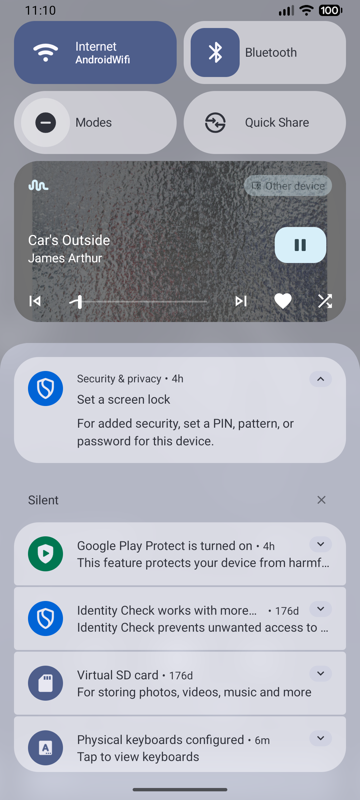 11:10
100
Internet
AndroidWifi
Bluetooth
Modes
Quick Share
Other device
Car's Outside
James Arthur
Security & privacy • 4h
Set a screen lock
For added security, set a PIN, pattern, or
password for this device.
Silent
Google Play Protect is turned on • 4h
This feature protects your device from harmf…
Identity Check works with more… • 176d
Identity Check prevents unwanted access to …
Virtual SD card • 176d
For storing photos, videos, music and more
Physical keyboards configured • 6m
Tap to view keyboards